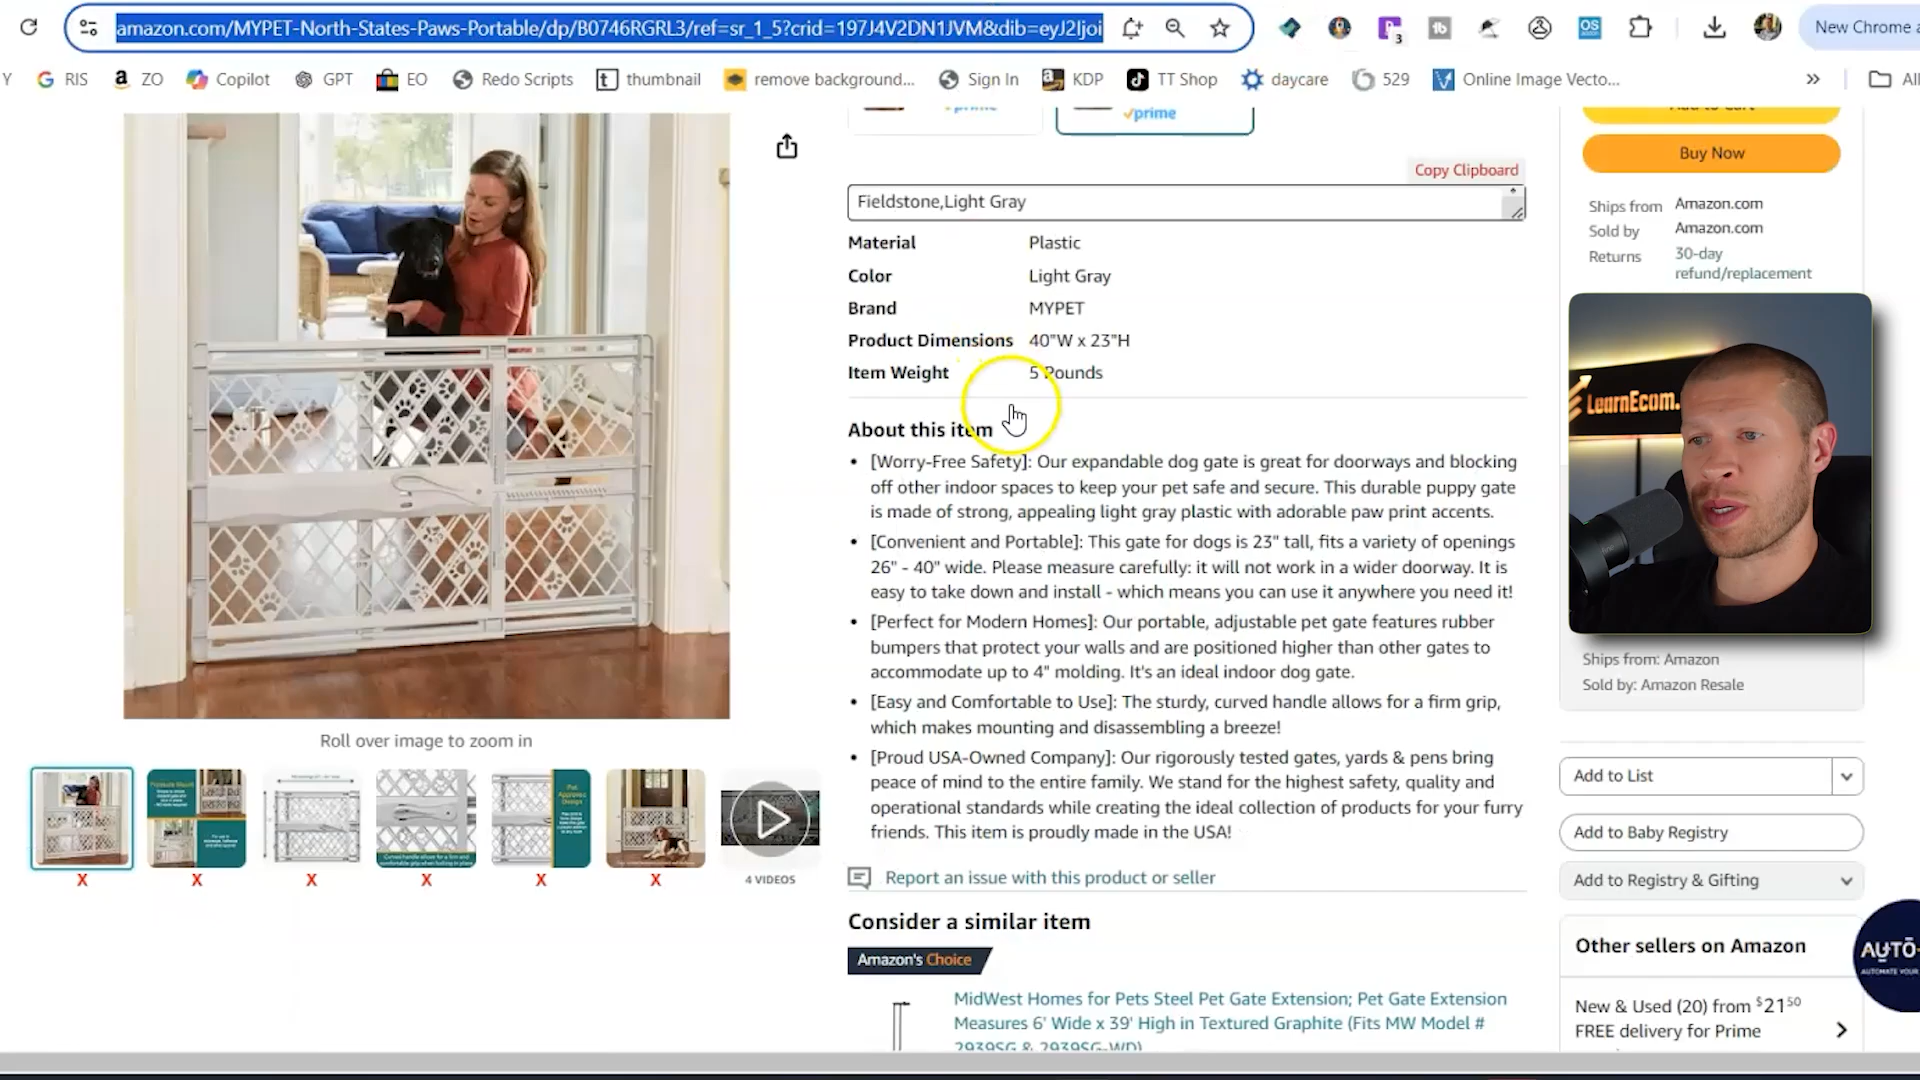 amazon.com/MYPET-North-States-Paws-Portable/dp/B0746RGRL3/ref=sr_1_5?crid=197J4V2DN1JVM&dib=eyJ2Ijoi
3
New Chrome a
Y RIS ZO Copilot GPT EO Redo Scripts thumbnail remove background... Sign In KDP TT Shop daycare 529 Online Image Vecto... » All
prime
prime
Add to Cart
Buy Now
Copy Clipboard
Fieldstone,Light Gray
Material Plastic
Color Light Gray
Brand MYPET
Product Dimensions 40"W x 23"H
Item Weight 5 Pounds
About this item
• [Worry-Free Safety]: Our expandable dog gate is great for doorways and blocking
off other indoor spaces to keep your pet safe and secure. This durable puppy gate
is made of strong, appealing light gray plastic with adorable paw print accents.
• [Convenient and Portable]: This gate for dogs is 23" tall, fits a variety of openings
26" - 40" wide. Please measure carefully: it will not work in a wider doorway. It is
easy to take down and install - which means you can use it anywhere you need it!
• [Perfect for Modern Homes]: Our portable, adjustable pet gate features rubber
bumpers that protect your walls and are positioned higher than other gates to
accommodate up to 4" molding. It's an ideal indoor dog gate.
• [Easy and Comfortable to Use]: The sturdy, curved handle allows for a firm grip,
which makes mounting and disassembling a breeze!
• [Proud USA-Owned Company]: Our rigorously tested gates, yards & pens bring
peace of mind to the entire family. We stand for the highest safety, quality and
operational standards while creating the ideal collection of products for your furry
friends. This item is proudly made in the USA!
Report an issue with this product or seller
Consider a similar item
Amazon's Choice
MidWest Homes for Pets Steel Pet Gate Extension; Pet Gate Extension
Measures 6' Wide x 39' High in Textured Graphite (Fits MW Model #
2939SG & 2939SG-WD)
Roll over image to zoom in
Pet
X X X X X X
4 VIDEOS
Ships from Amazon.com
Sold by Amazon.com
Returns 30-day
refund/replacement
LearnEcom.
Ships from: Amazon
Sold by: Amazon Resale
Add to List
Add to Baby Registry
Add to Registry & Gifting
Other sellers on Amazon
New & Used (20) from $21 50
FREE delivery for Prime
AUTO
AUTOMATE YOUR